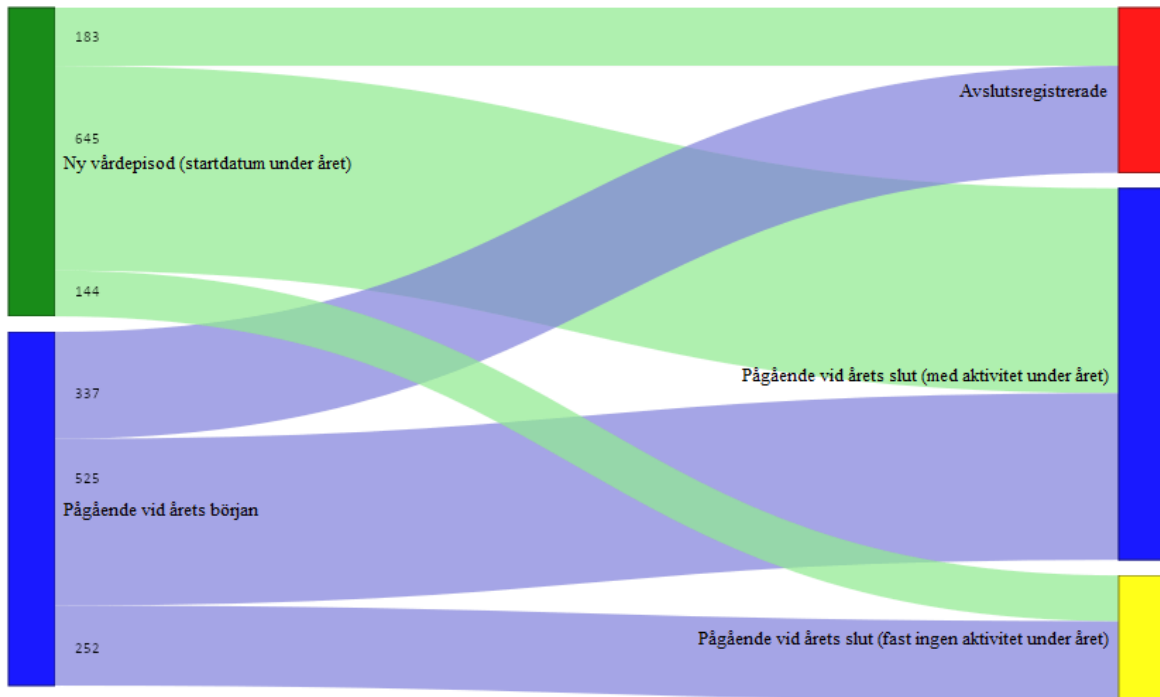 183
Avslutsregistrerade
645
Ny vårdepisod (startdatum under året)
144
Pågående vid årets slut (med aktivitet under året)
337
525
Pågående vid årets början
Pågående vid årets slut (fast ingen aktivitet under året)
252